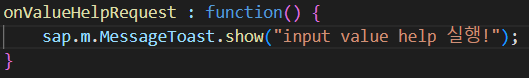 onValueHelpRequest : function() {
    sap.m.MessageToast.show("input value help 실행!");
}